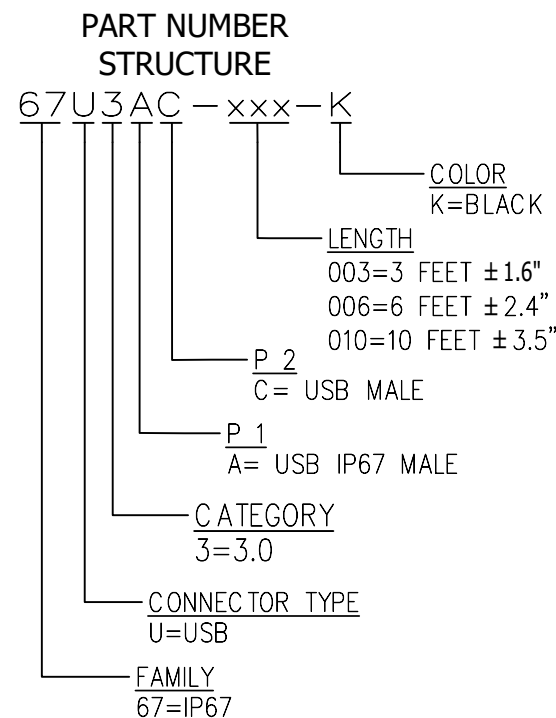 PART NUMBER
STRUCTURE
67U3AC-xxx-K
COLOR
K=BLACK
LENGTH
003=3 FEET ±1.6"
006=6 FEET ±2.4”
010=10 FEET ±3.5”
P 2
C= USB MALE
P 1
A= USB IP67 MALE
CATEGORY
3=3.0
CONNECTOR TYPE
U=USB
FAMILY
67=IP67